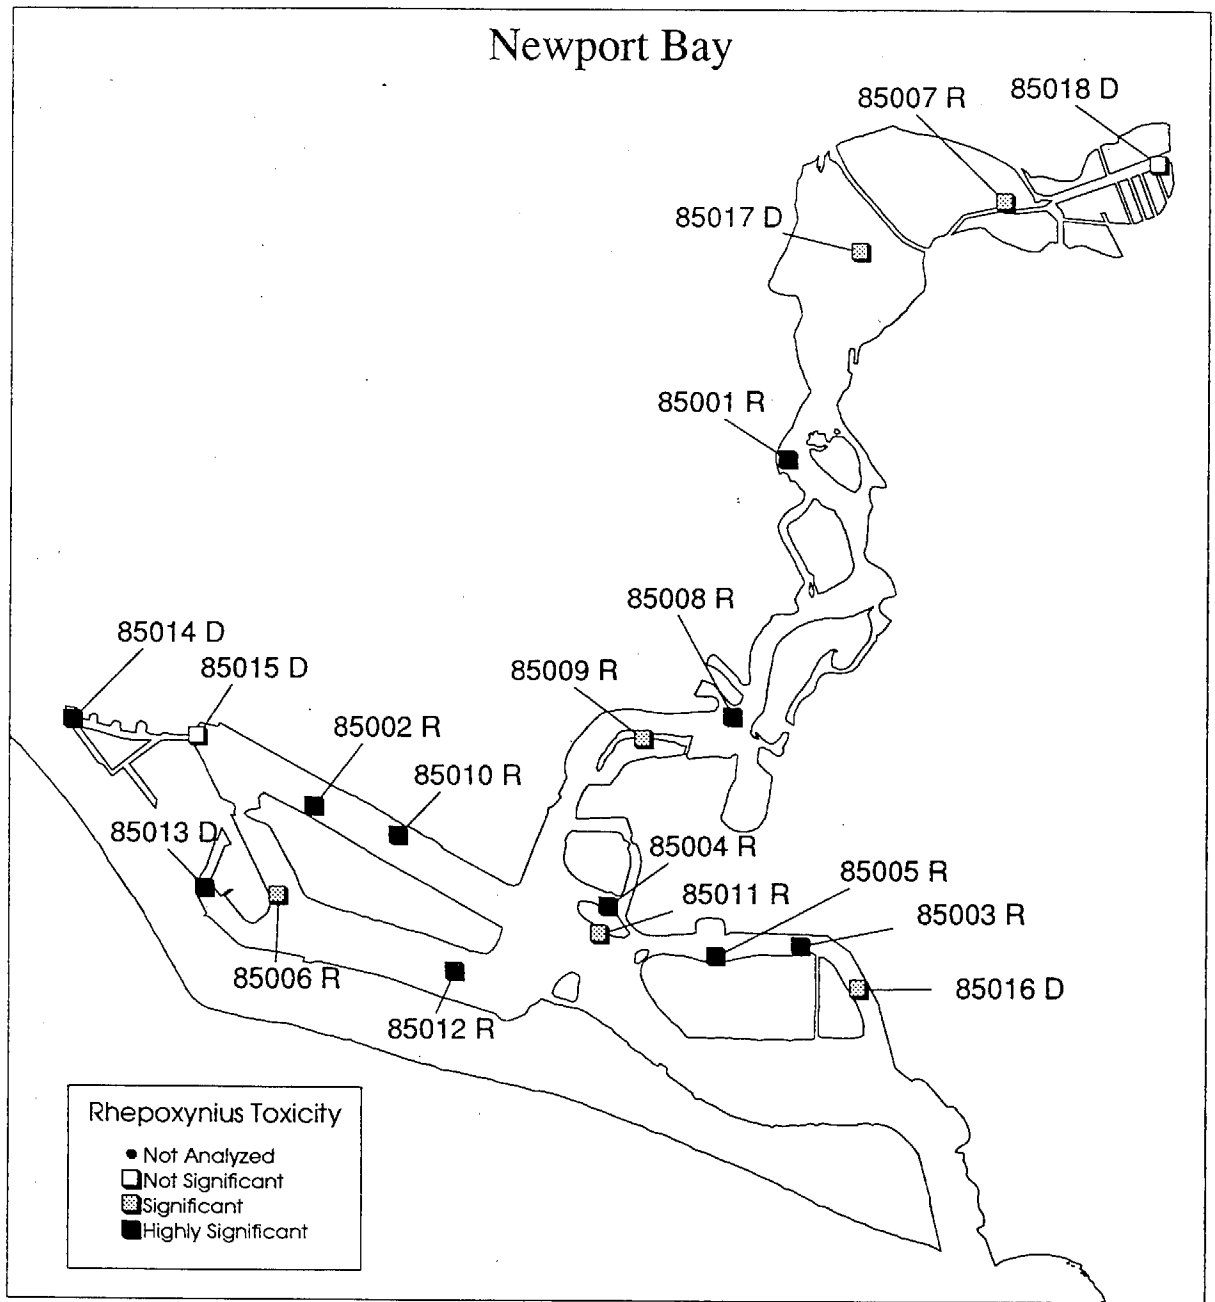 Newport Bay
85018 D
85007 R
85017 D
85001 R
85008 R
85014 D
85015 D
85009 R
85002 R
85010 R
85013 D
85004 R
85005 R
85011 R
85003 R
85006 R
85016 D
85012 R
Rhepoxynius Toxicity
Not Analyzed
Not Significant
Significant
Highly Significant